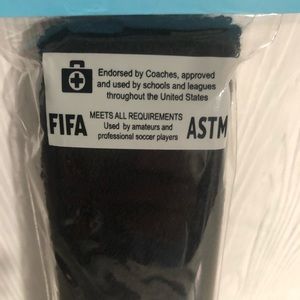 Endorsed by Coaches, approved
and used by schools and leagues
throughout the United States
FIFA MEETS ALL REQUIREMENTS ASTM
Used by amateurs and
professional soccer players